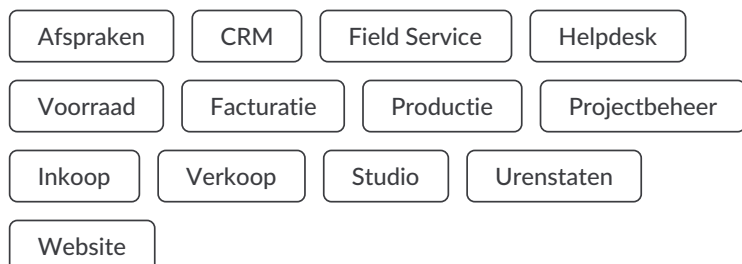 Afspraken CRM Field Service Helpdesk
Voorraad Facturatie Productie Projectbeheer
Inkoop Verkoop Studio Urenstaten
Website